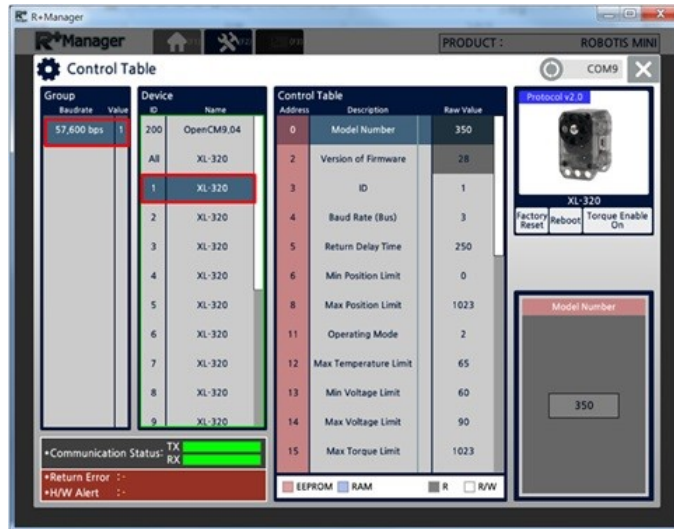 R+Manager
R+Manager
PRODUCT : ROBOTIS MINI
Control Table
COM9
Group
Baudrate Value
57,600 bps 1
Device
ID Name
200 OpenCM9.04
All XL-320
1 XL-320
2 XL-320
3 XL-320
4 XL-320
5 XL-320
6 XL-320
7 XL-320
8 XL-320
9 XL-320
Control Table
Address Description Raw Value
0 Model Number 350
2 Version of Firmware 28
3 ID 1
4 Baud Rate (Bus) 3
5 Return Delay Time 250
6 Min Position Limit 0
8 Max Position Limit 1023
11 Operating Mode 2
12 Max Temperature Limit 65
13 Min Voltage Limit 60
14 Max Voltage Limit 90
15 Max Torque Limit 1023
EEPROM RAM R R/W
Protocol v2.0
XL-320
Factory Reset
Reboot
Torque Enable On
Model Number
350
•Communication Status: TX
RX
•Return Error :-
•H/W Alert :-